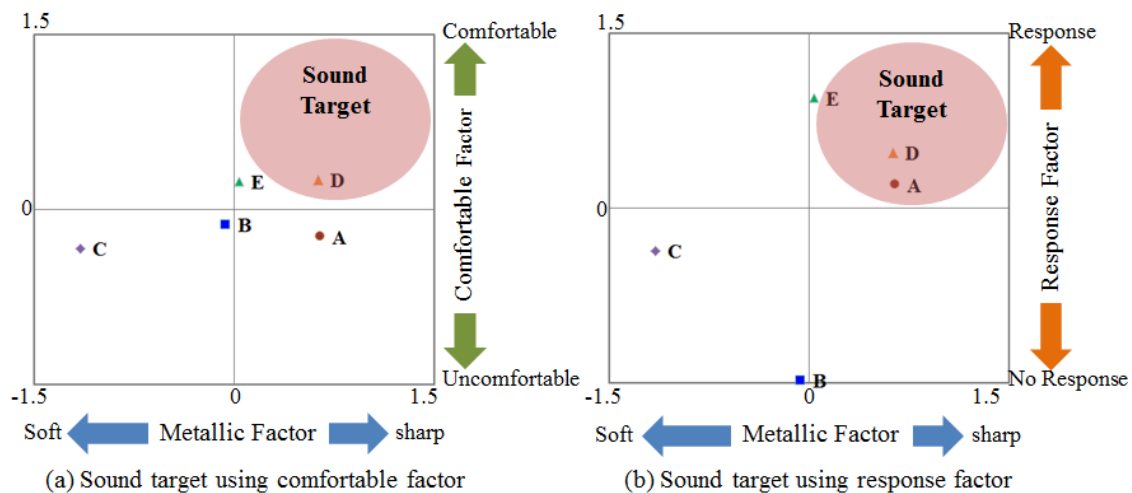 1.5
Comfortable
Sound
Target
E
D
0
B
A
C
Comfortable Factor
-1.5
0
1.5
Uncomfortable
Soft
Metallic Factor
sharp
(a) Sound target using comfortable factor
1.5
Response
Sound
Target
E
D
A
0
C
B
Response Factor
-1.5
0
1.5
No Response
Soft
Metallic Factor
sharp
(b) Sound target using response factor